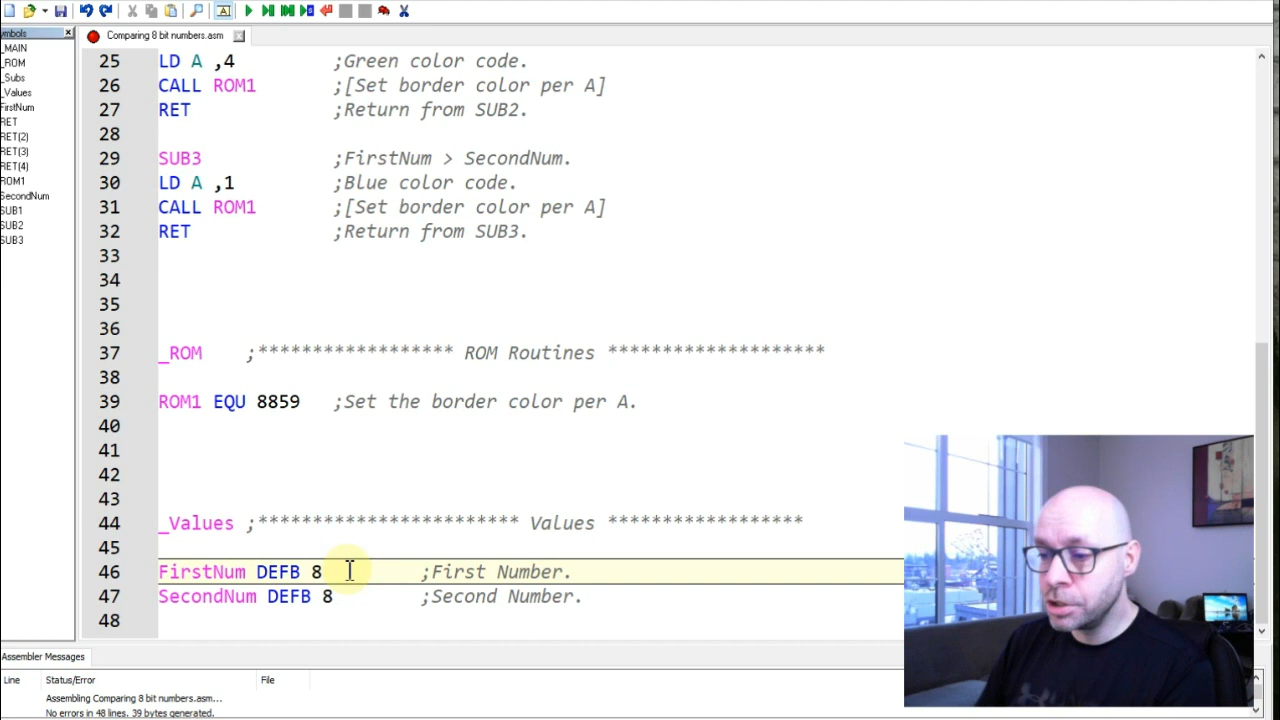 ymbols
Comparing 8 bit numbers.asm
_MAIN
_ROM
_Subs
_Values
FirstNum
RET
RET(2)
RET(3)
RET(4)
ROM1
SecondNum
SUB1
SUB2
SUB3
25 LD A ,4 ;Green color code.
26 CALL ROM1 ;[Set border color per A]
27 RET ;Return from SUB2.
28
29 SUB3 ;FirstNum > SecondNum.
30 LD A ,1 ;Blue color code.
31 CALL ROM1 ;[Set border color per A]
32 RET ;Return from SUB3.
33
34
35
36
37 _ROM ;****************** ROM Routines ********************
38
39 ROM1 EQU 8859 ;Set the border color per A.
40
41
42
43
44 _Values ;************************ Values ******************
45
46 FirstNum DEFB 8 ;First Number.
47 SecondNum DEFB 8 ;Second Number.
48
Assembler Messages
Line Status/Error File
Assembling Comparing 8 bit numbers.asm...
No errors in 48 lines. 39 bytes generated.